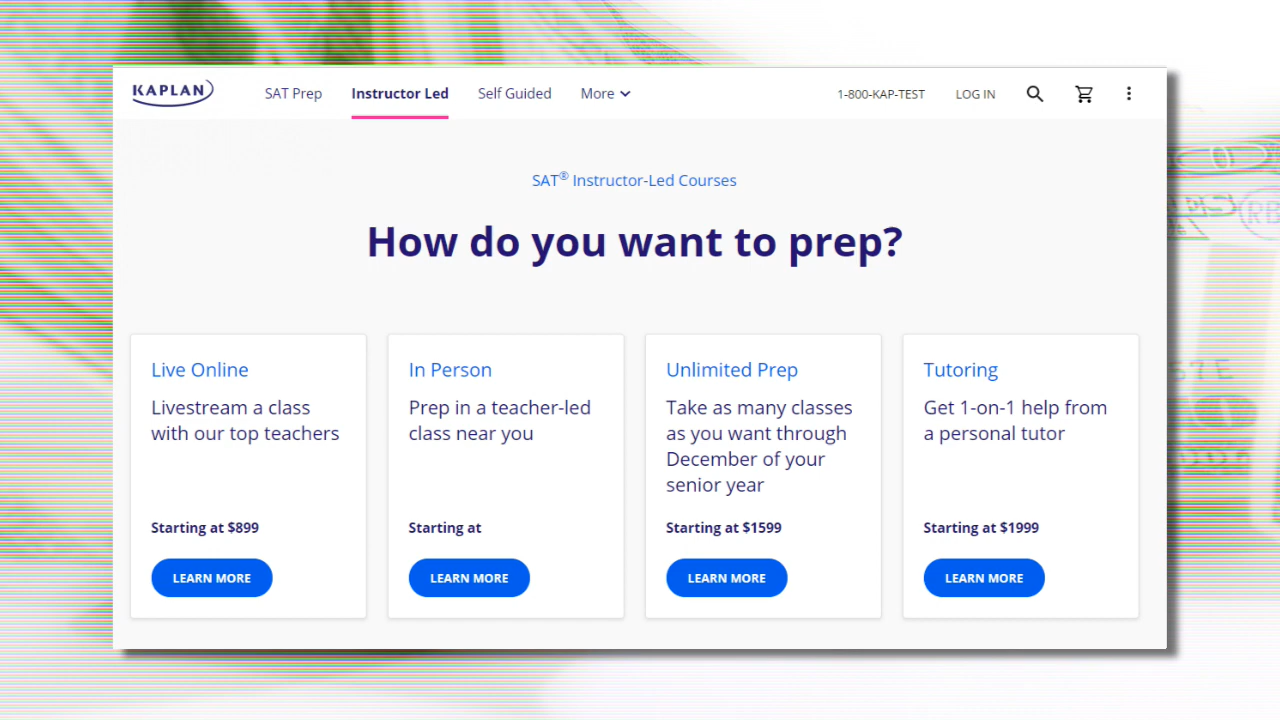 KAPLAN
SAT Prep
Instructor Led
Self Guided
More
1-800-KAP-TEST
LOG IN
SAT® Instructor-Led Courses
How do you want to prep?
Live Online
Livestream a class
with our top teachers
Starting at $899
LEARN MORE
In Person
Prep in a teacher-led
class near you
Starting at
LEARN MORE
Unlimited Prep
Take as many classes
as you want through
December of your
senior year
Starting at $1599
LEARN MORE
Tutoring
Get 1-on-1 help from
a personal tutor
Starting at $1999
LEARN MORE